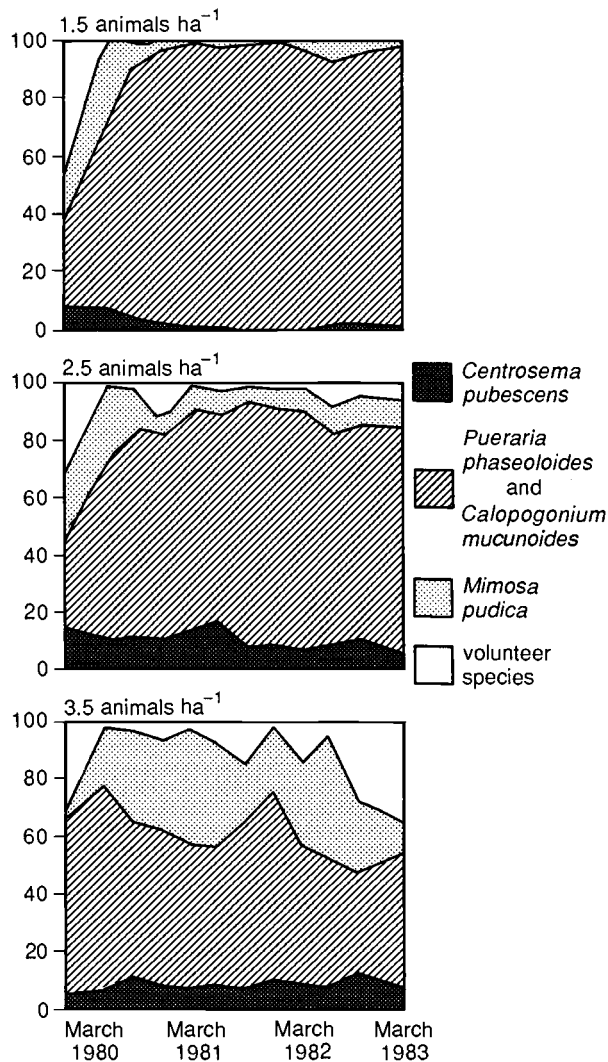 1.5 animals ha⁻¹
100
80
60
40
20
0
2.5 animals ha⁻¹
100
80
60
40
20
0
Centrosema
pubescens
Pueraria
phaseoloides
and
Calopogonium
mucunoides
Mimosa
pudica
volunteer
species
3.5 animals ha⁻¹
100
80
60
40
20
0
March March March March
1980 1981 1982 1983